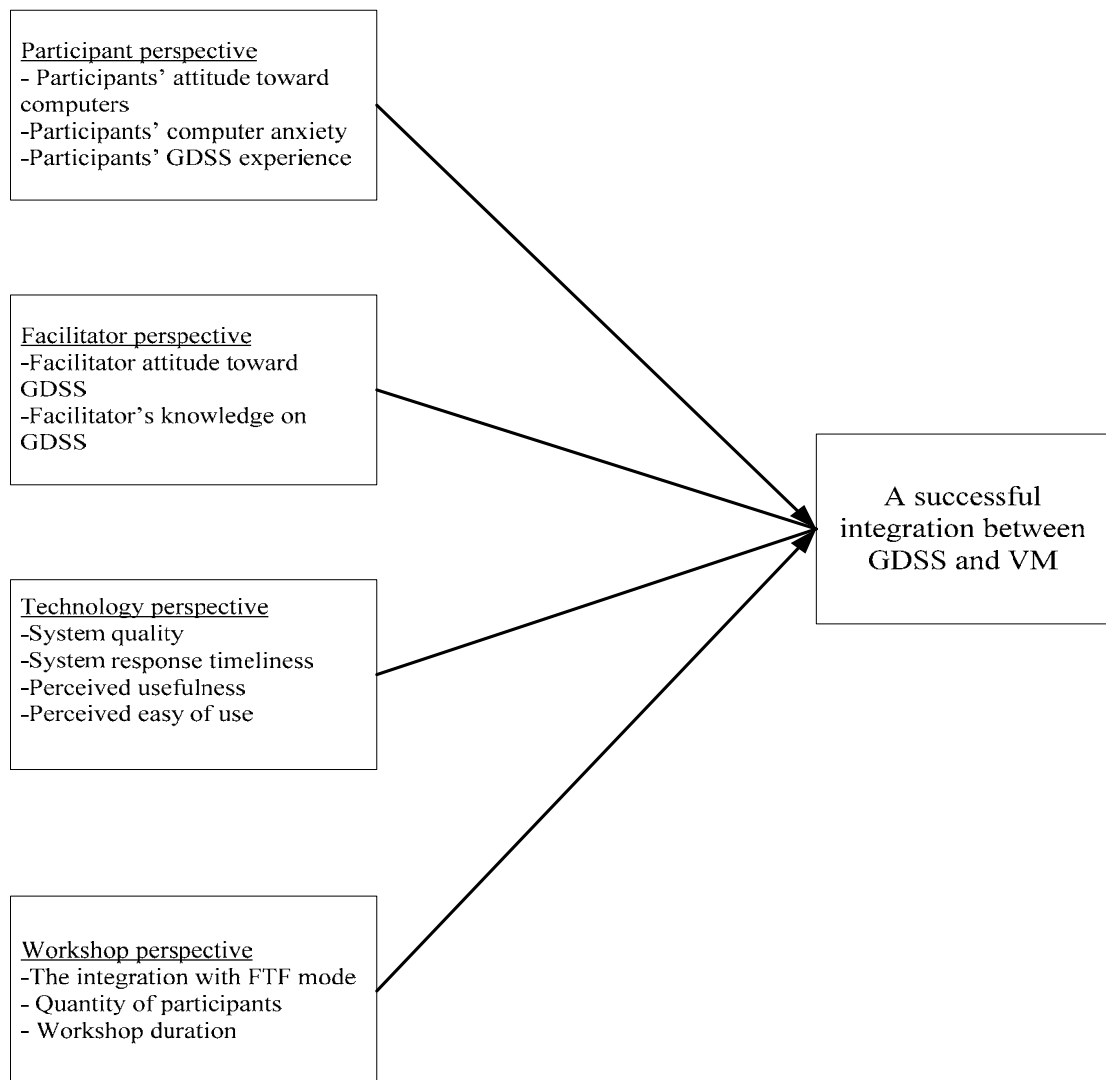 Participant perspective
- Participants’ attitude toward
computers
-Participants’ computer anxiety
-Participants’ GDSS experience
Facilitator perspective
-Facilitator attitude toward
GDSS
-Facilitator’s knowledge on
GDSS
A successful
integration between
GDSS and VM
Technology perspective
-System quality
-System response timeliness
-Perceived usefulness
-Perceived easy of use
Workshop perspective
-The integration with FTF mode
- Quantity of participants
- Workshop duration